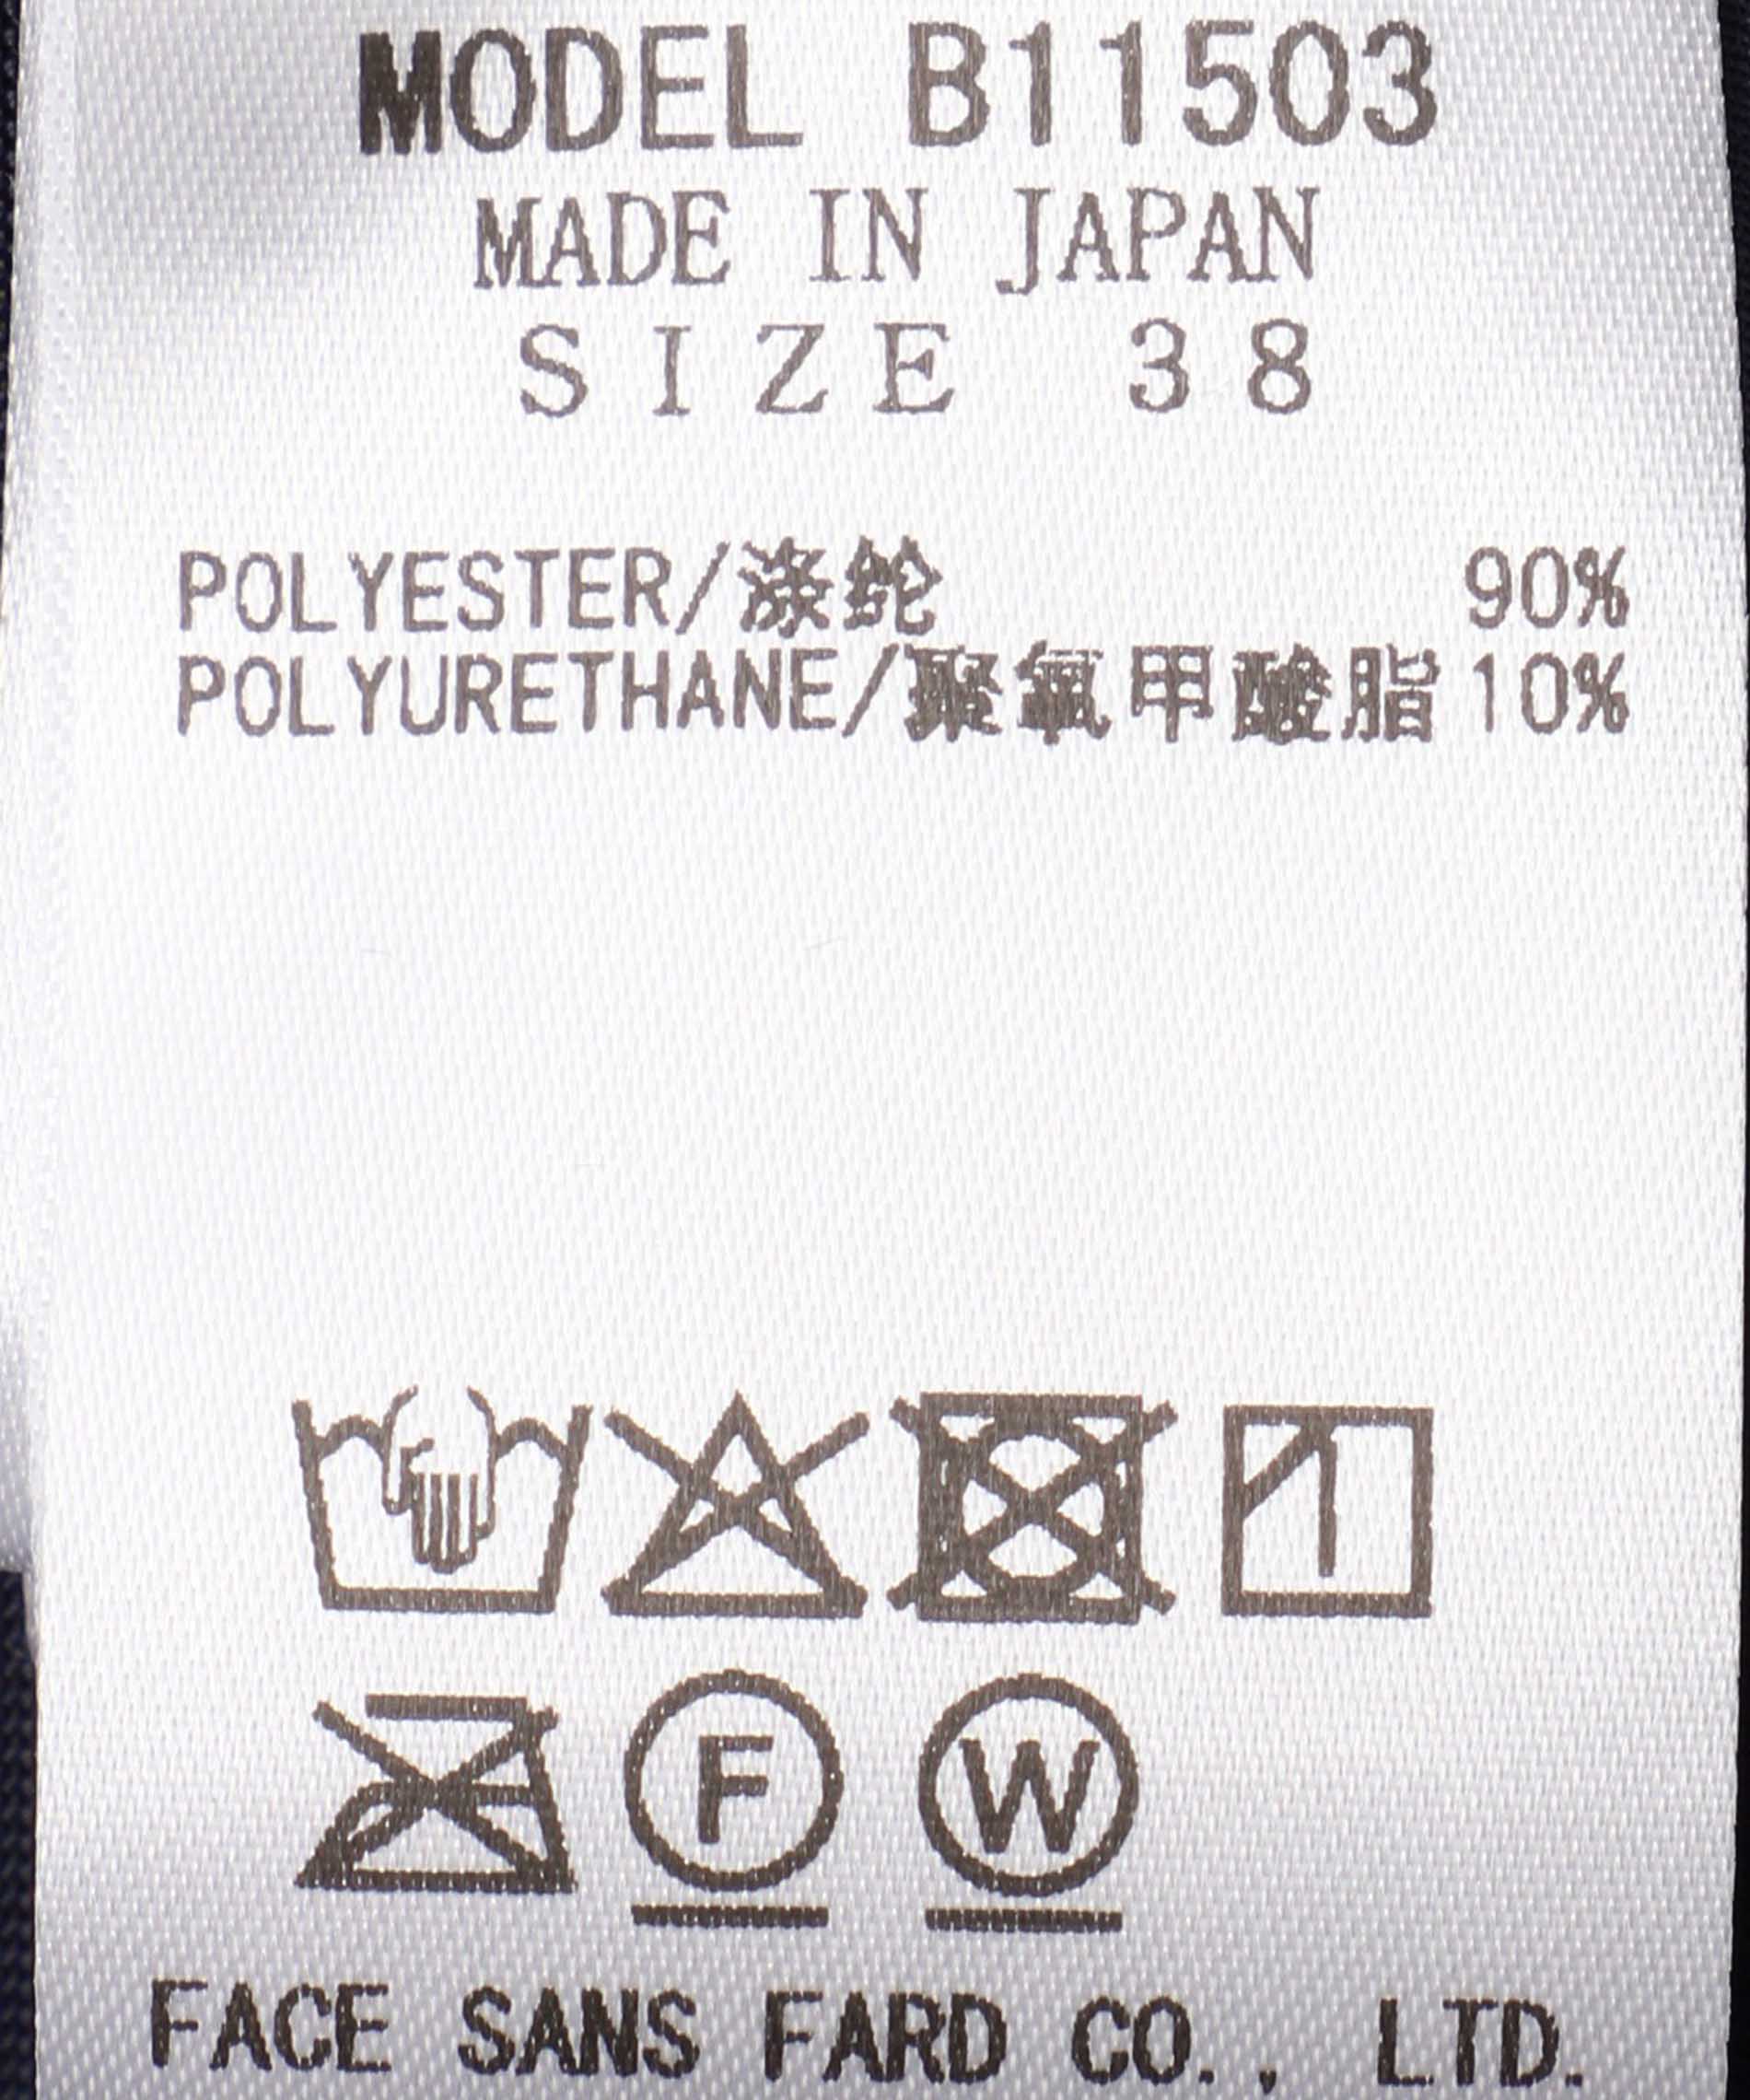 MODEL B11503
MADE IN JAPAN
SIZE 38
POLYESTER/涤纶 90%
POLYURETHANE/聚氧甲酸脂 10%
F W
FACE SANS FARD CO., LTD.